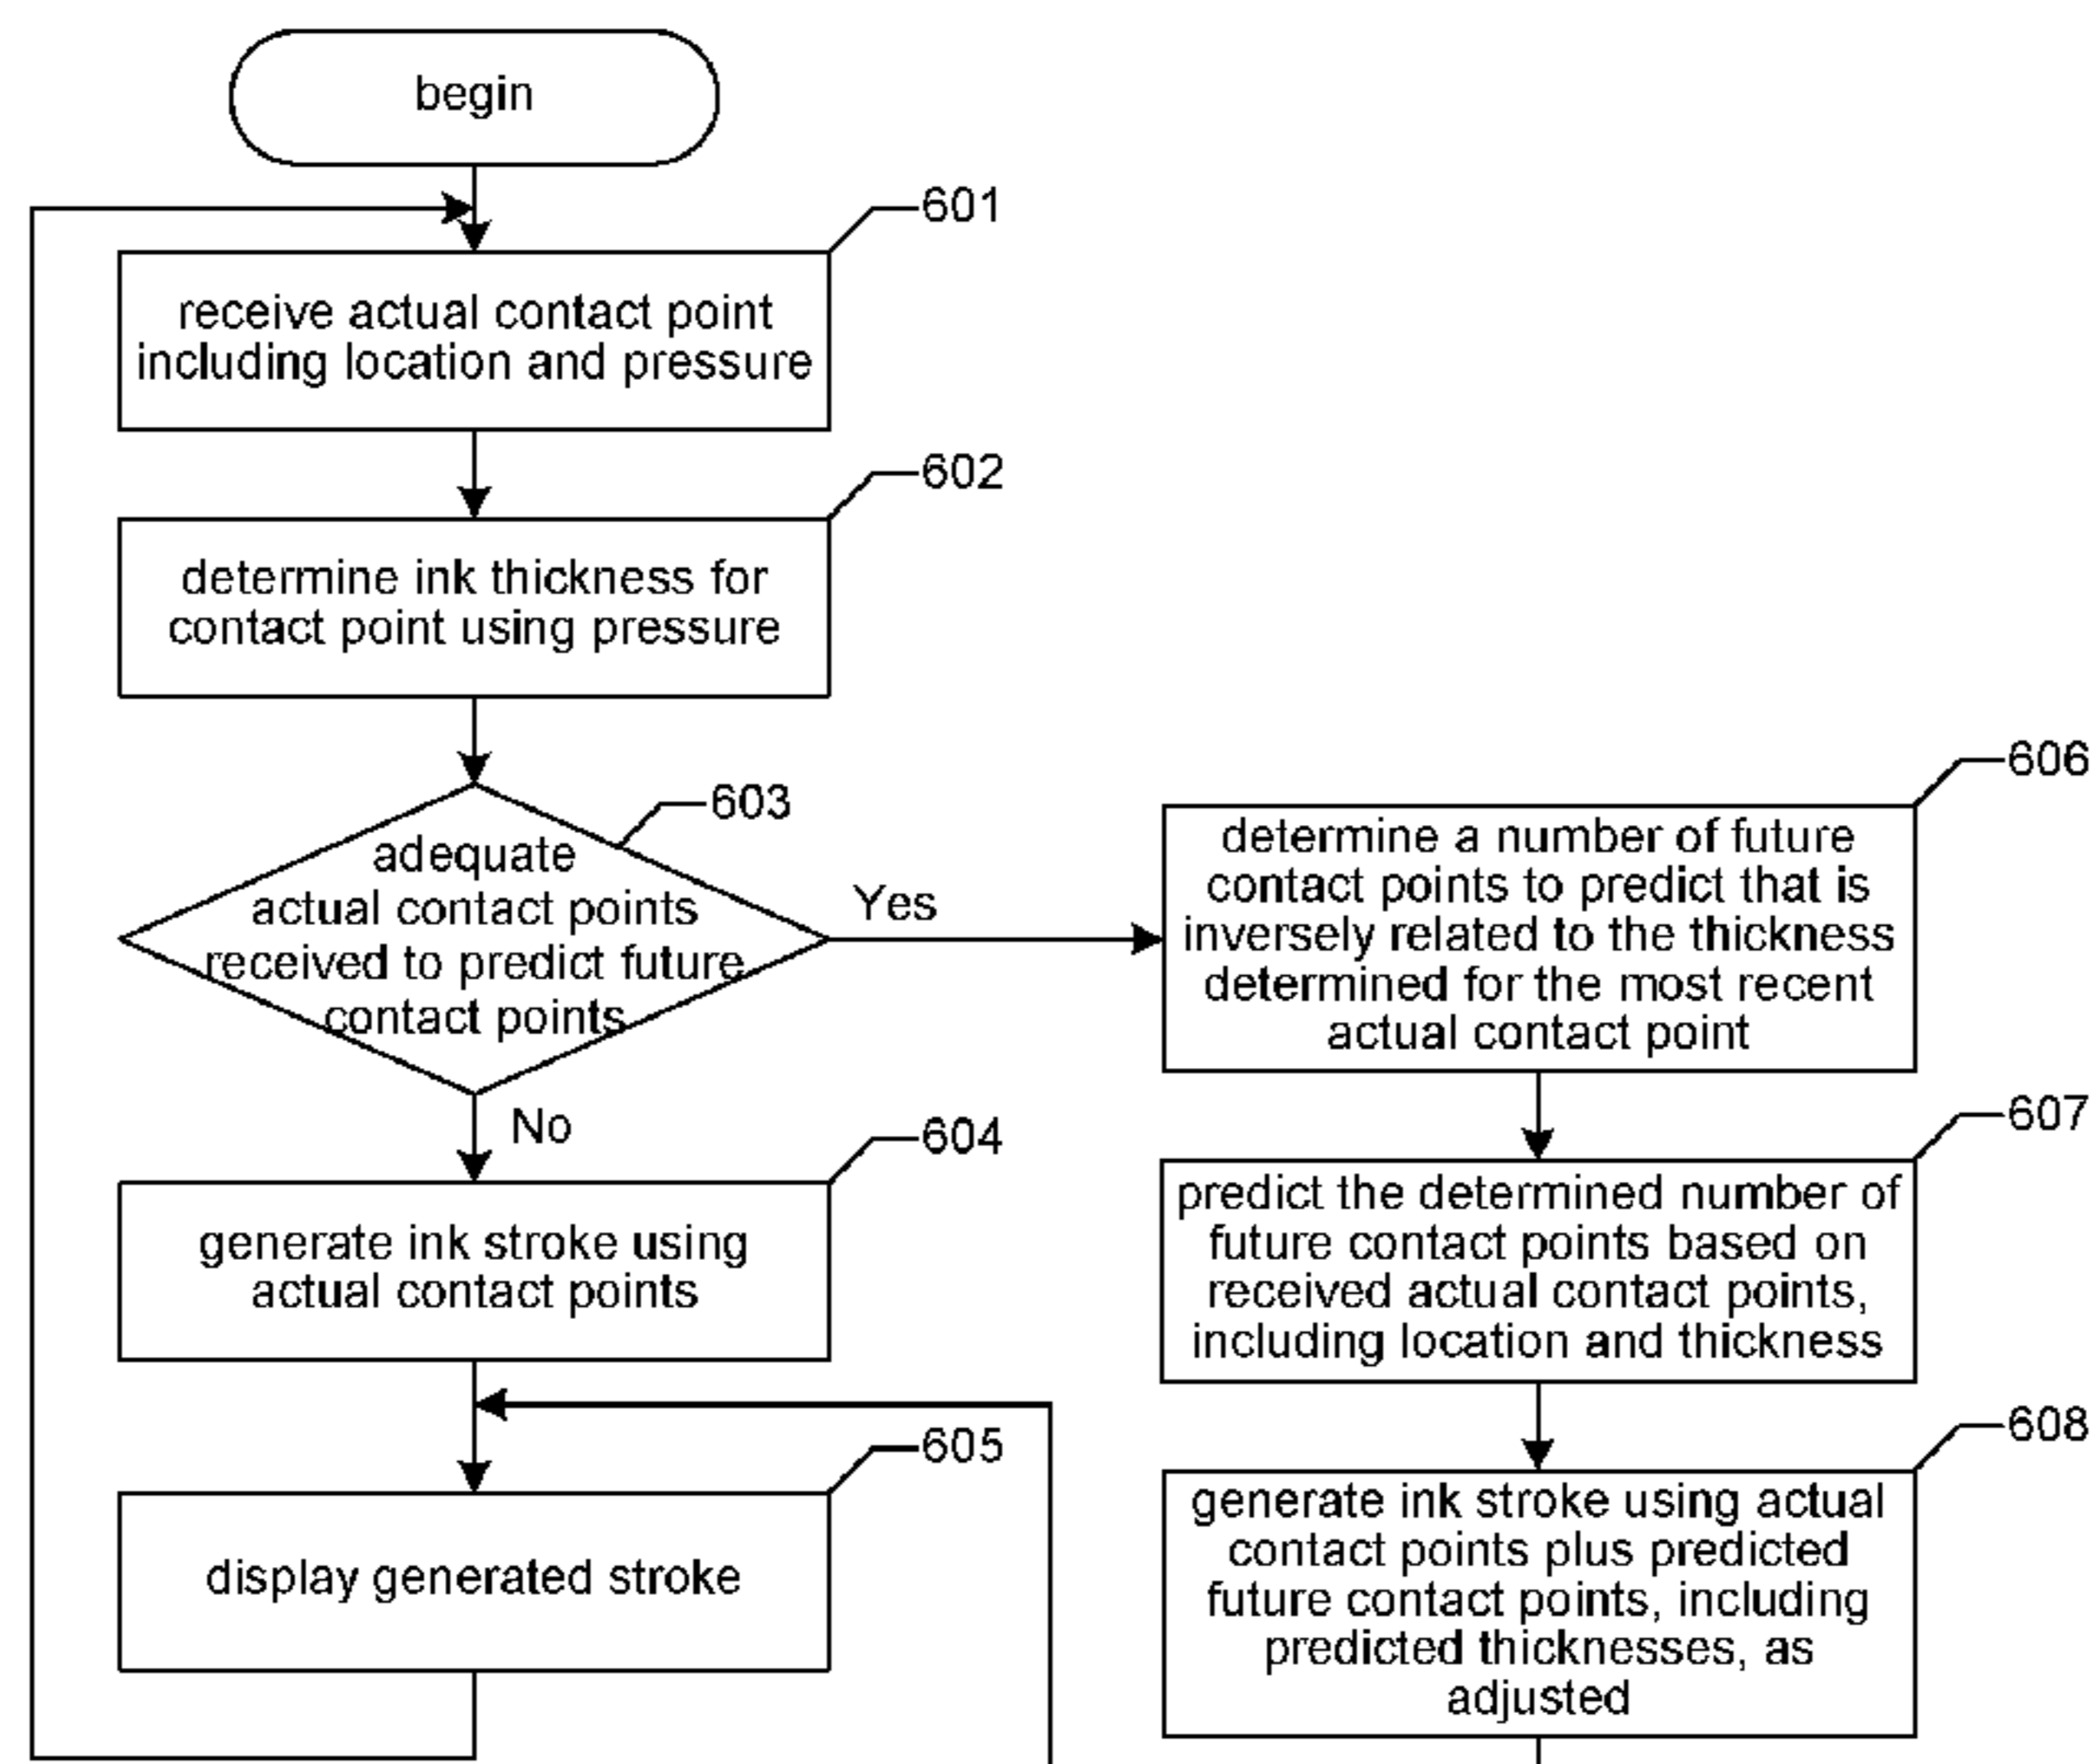 begin
601
receive actual contact point
including location and pressure
602
determine ink thickness for
contact point using pressure
603
adequate
actual contact points
received to predict future
contact points
Yes
No
604
generate ink stroke using
actual contact points
605
display generated stroke
606
determine a number of future
contact points to predict that is
inversely related to the thickness
determined for the most recent
actual contact point
607
predict the determined number of
future contact points based on
received actual contact points,
including location and thickness
608
generate ink stroke using actual
contact points plus predicted
future contact points, including
predicted thicknesses, as
adjusted